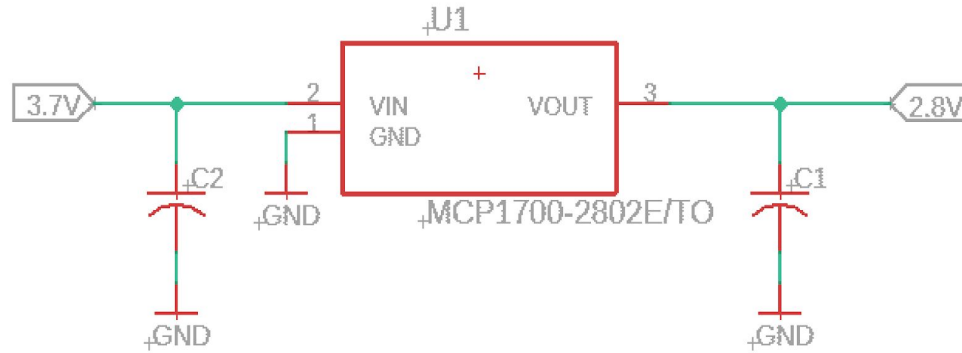 U1
3.7V
2
VIN
VOUT
3
2.8V
1
GND
C2
GND
MCP1700-2802E/TO
C1
GND
GND